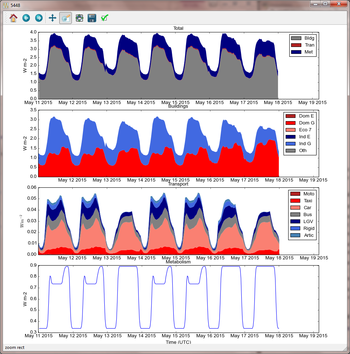 5448
Total
4.0
3.5
3.0
2.5
2.0
1.5
1.0
0.5
0.0
W m-2
Bldg
Tran
Met
May 11 2015 May 12 2015 May 13 2015 May 14 2015 May 15 2015 May 16 2015 May 17 2015 May 18 2015 May 19 2015
Buildings
3.5
3.0
2.5
2.0
1.5
1.0
0.5
0.0
W m-2
Dom E
Dom G
Eco 7
Ind E
Ind G
Oth
May 11 2015 May 12 2015 May 13 2015 May 14 2015 May 15 2015 May 16 2015 May 17 2015 May 18 2015 May 19 2015
Transport
0.06
0.05
0.04
0.03
0.02
0.01
0.00
Moto
Taxi
Car
Bus
LGV
Rigid
Artic
May 11 2015 May 12 2015 May 13 2015 May 14 2015 May 15 2015 May 16 2015 May 17 2015 May 18 2015 May 19 2015
Metabolism
0.9
0.8
0.7
0.6
0.5
0.4
0.3
W m-2
May 11 2015 May 12 2015 May 13 2015 May 14 2015 May 15 2015 May 16 2015 May 17 2015 May 18 2015 May 19 2015
Time (UTC)
zoom rect